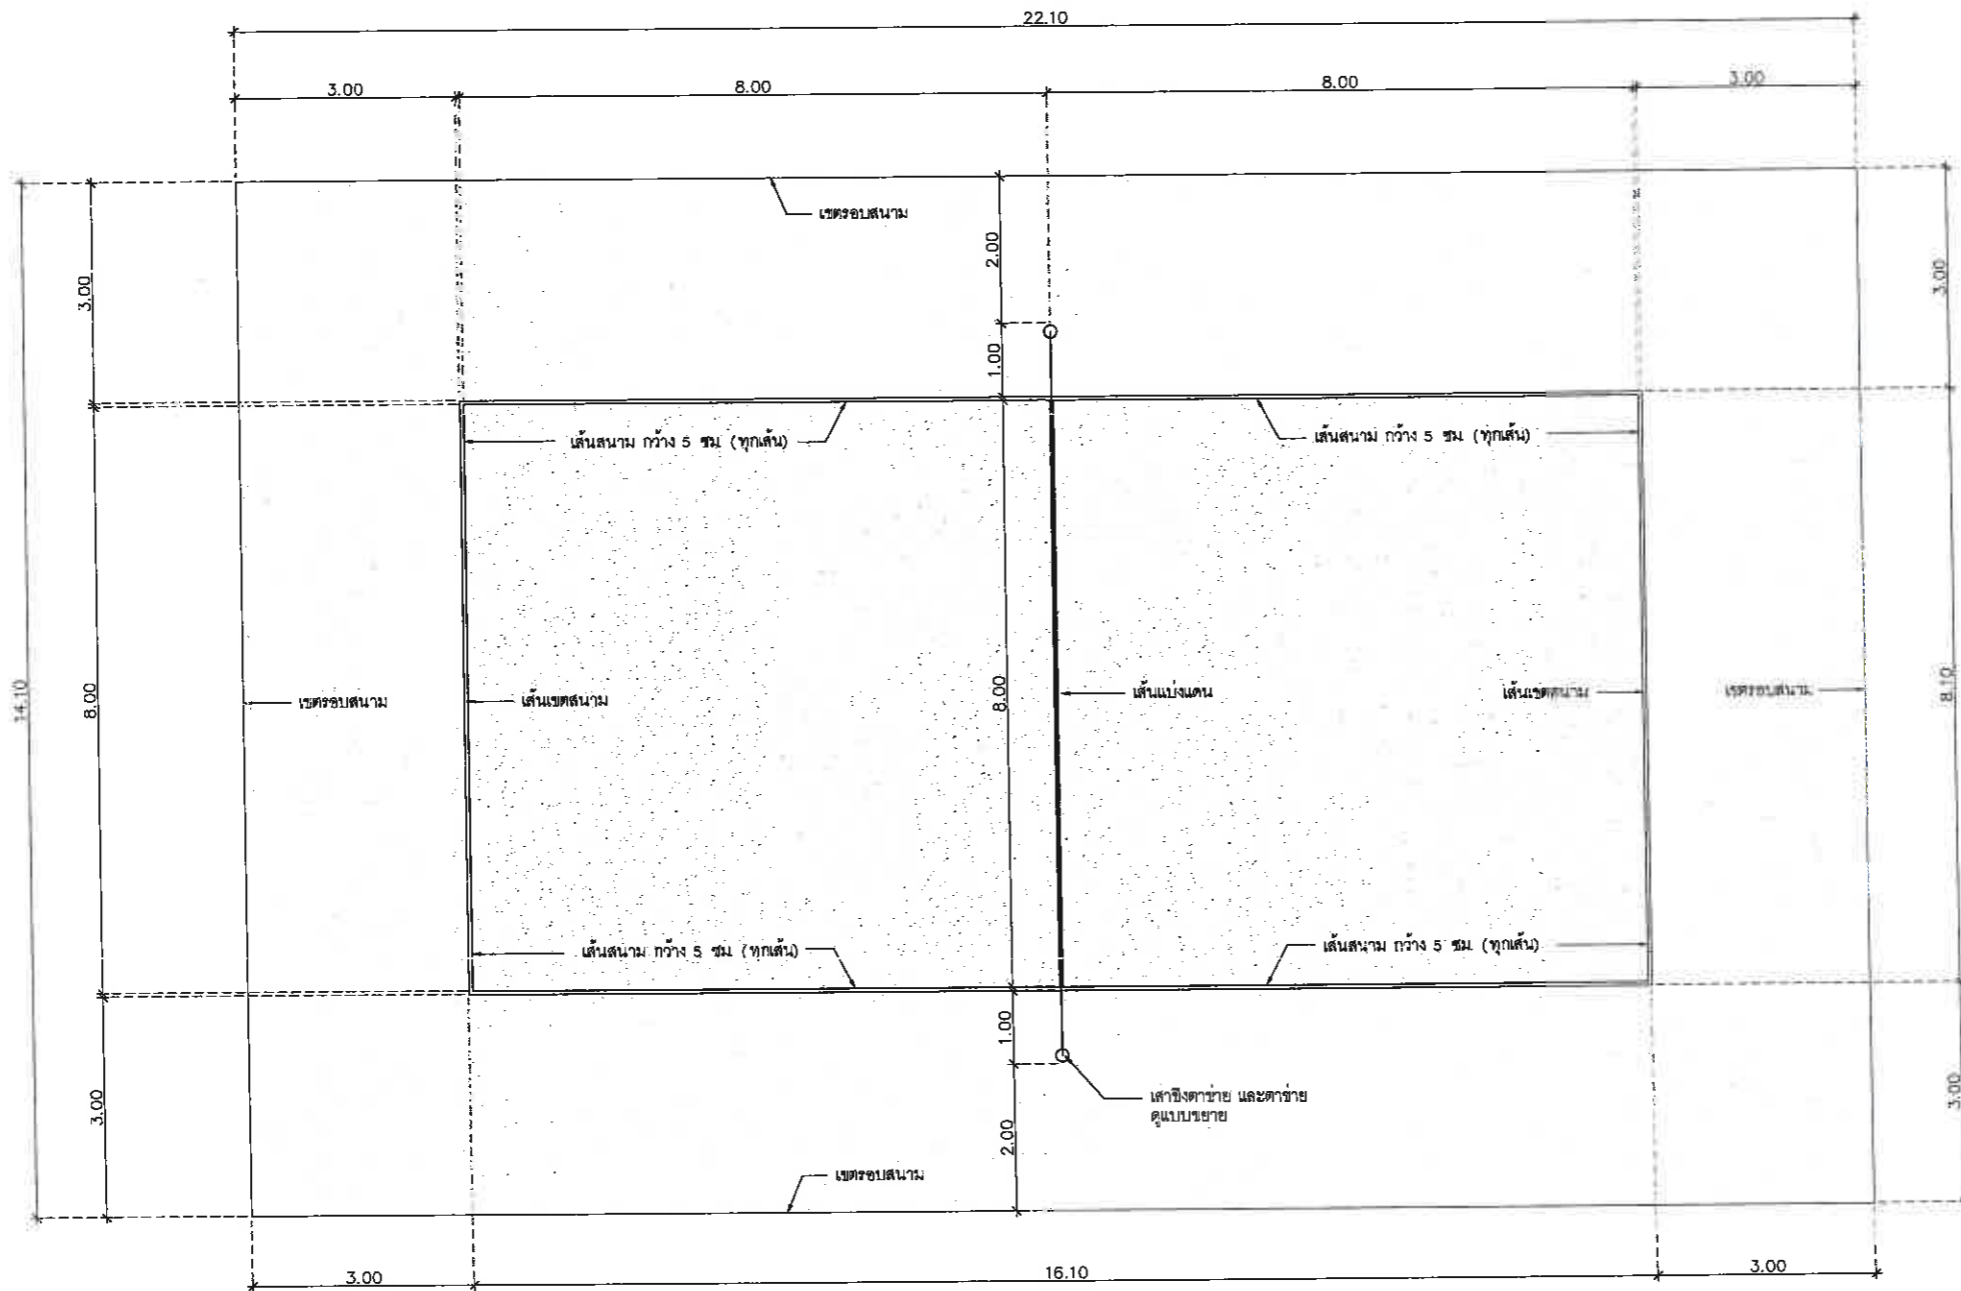 22.10
3.00
8.00
8.00
3.00
เขตรอบสนาม
2.00
3.00
3.00
1.00
เส้นสนาม กว้าง 5 ซม. (ทุกเส้น)
เส้นสนาม กว้าง 5 ซม. (ทุกเส้น)
14.10
8.00
เขตรอบสนาม
เส้นเขตสนาม
8.00
เส้นแบ่งแดน
เส้นเขตสนาม
เขตรอบสนาม
8.10
เส้นสนาม กว้าง 5 ซม. (ทุกเส้น)
เส้นสนาม กว้าง 5 ซม. (ทุกเส้น)
1.00
3.00
เสาขึงตาข่าย และตาข่าย
ดูแบบขยาย
3.00
2.00
เขตรอบสนาม
3.00
16.10
3.00